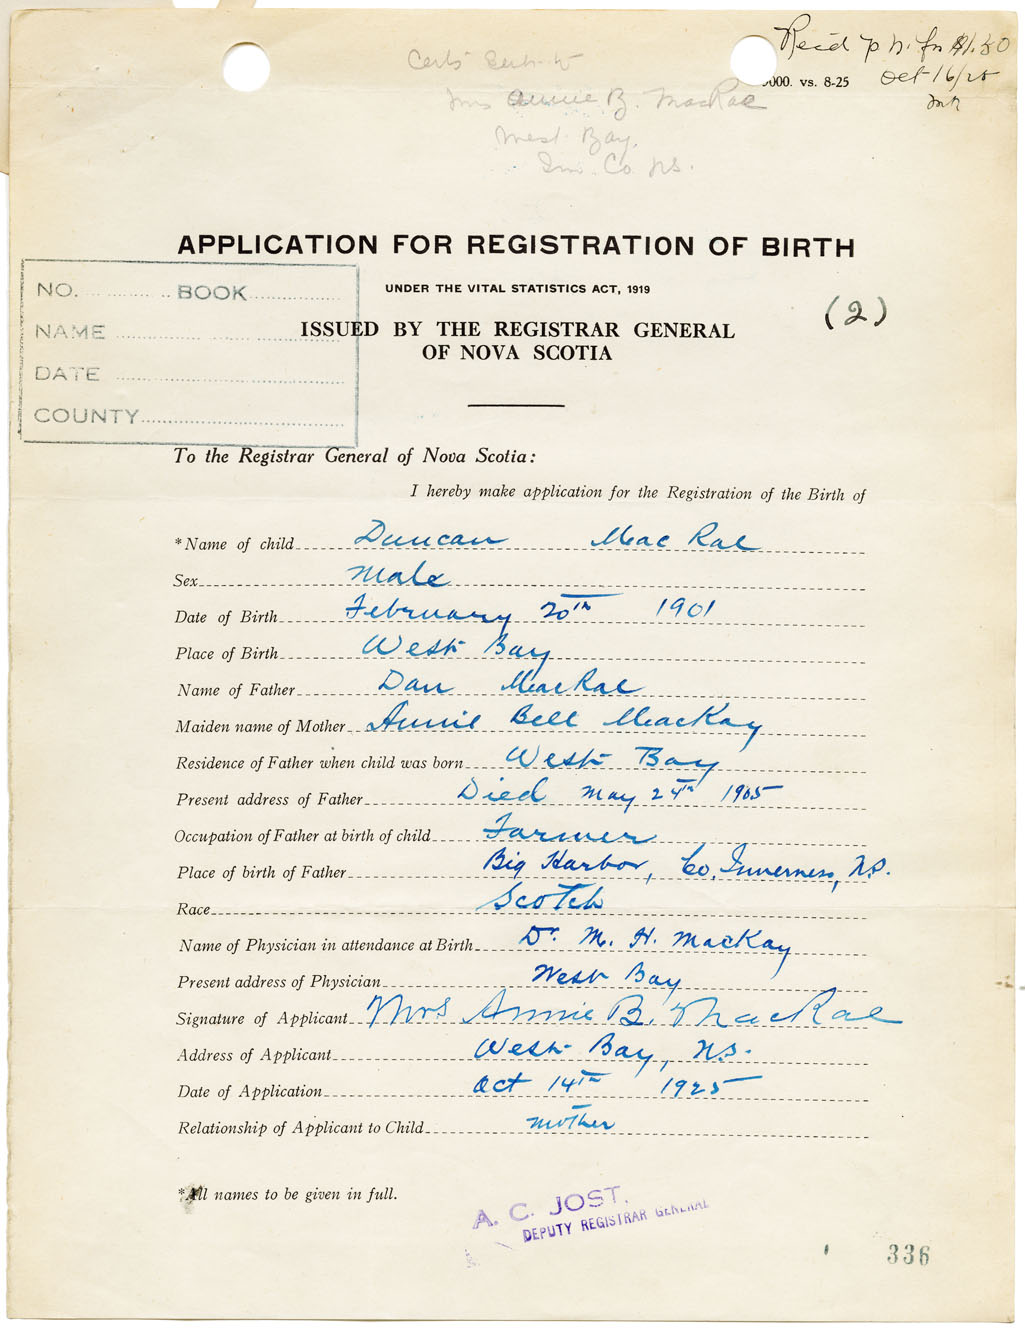 Rec'd p.n. for $1.50
Oct 16/25
000. vs. 8-25
Mrs Annie B. MacRae
West Bay,
Inv. Co. N.S.
APPLICATION FOR REGISTRATION OF BIRTH
UNDER THE VITAL STATISTICS ACT, 1919
(2)
ISSUED BY THE REGISTRAR GENERAL
OF NOVA SCOTIA
NO. BOOK
NAME
DATE
COUNTY
To the Registrar General of Nova Scotia:
I hereby make application for the Registration of the Birth of
*Name of child Duncan MacRae
Sex Male
Date of Birth February 20th 1901
Place of Birth West Bay
Name of Father Dan MacRae
Maiden name of Mother Annie Bell MacKay
Residence of Father when child was born West Bay
Present address of Father Died May 24th 1905
Occupation of Father at birth of child Farmer
Place of birth of Father Big Harbor, Co. Inverness, N.S.
Race Scotch
Name of Physician in attendance at Birth Dr. M. H. MacKay
Present address of Physician West Bay
Signature of Applicant Mrs Annie B. MacRae
Address of Applicant West Bay, N.S.
Date of Application Oct 14th 1925
Relationship of Applicant to Child mother
*All names to be given in full.
A. C. JOST,
DEPUTY REGISTRAR GENERAL
336